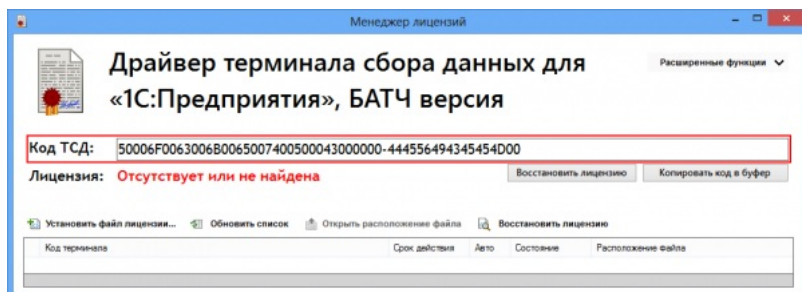 Менеджер лицензий
Драйвер терминала сбора данных для
«1С:Предприятия», БАТЧ версия
Расширенные функции
Код ТСД: 50006F0063006B006500740050004300000​0-444556494345454D00
Лицензия: Отсутствует или не найдена
Восстановить лицензию Копировать код в буфер
Установить файл лицензии... Обновить список Открыть расположение файла Восстановить лицензию
Код терминала Срок действия Авто Состояние Расположение файла